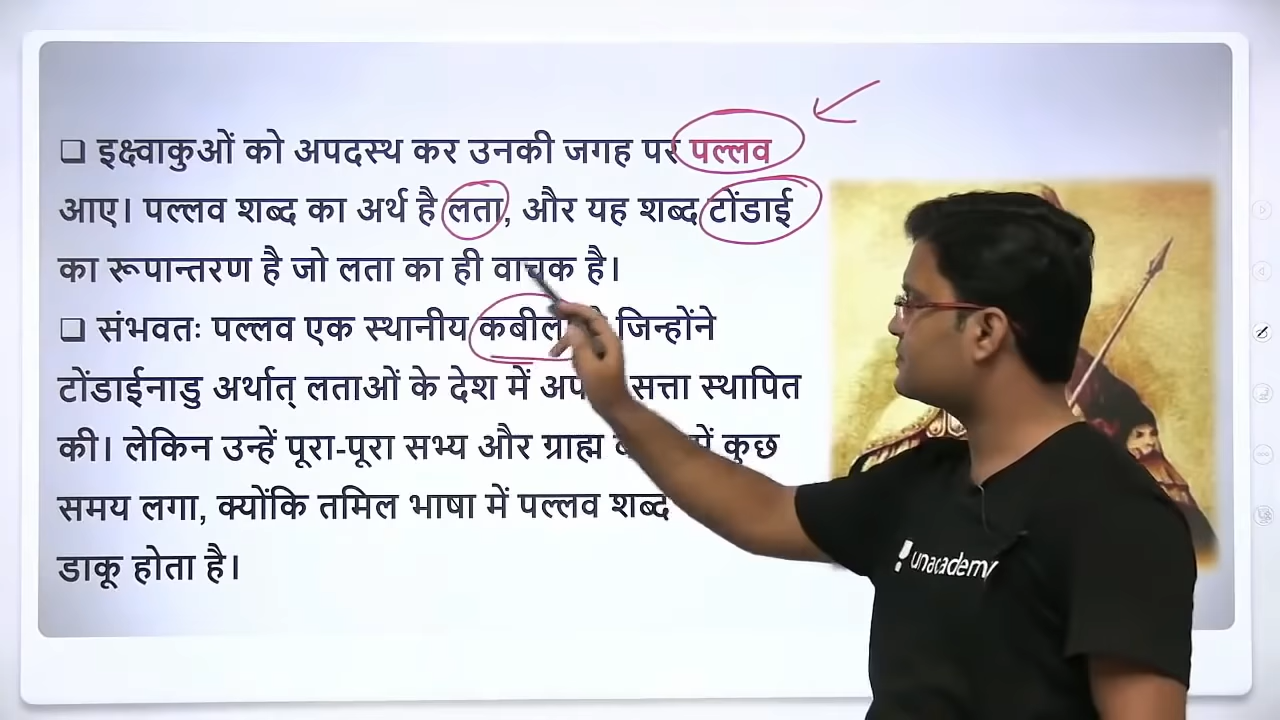 ❑ इक्ष्वाकुओं को अपदस्थ कर उनकी जगह पर पल्लव
आए। पल्लव शब्द का अर्थ है लता, और यह शब्द टोंडाई
का रूपान्तरण है जो लता का ही वाचक है।
❑ संभवतः पल्लव एक स्थानीय जिन्होंने
टोंडाईनाडु अर्थात् लताओं के देश में सत्ता स्थापित
की। लेकिन उन्हें पूरा-पूरा सभ्य और ग्राह्य कुछ
समय लगा, क्योंकि तमिल भाषा में पल्लव शब्द
डाकू होता है।
unacademy